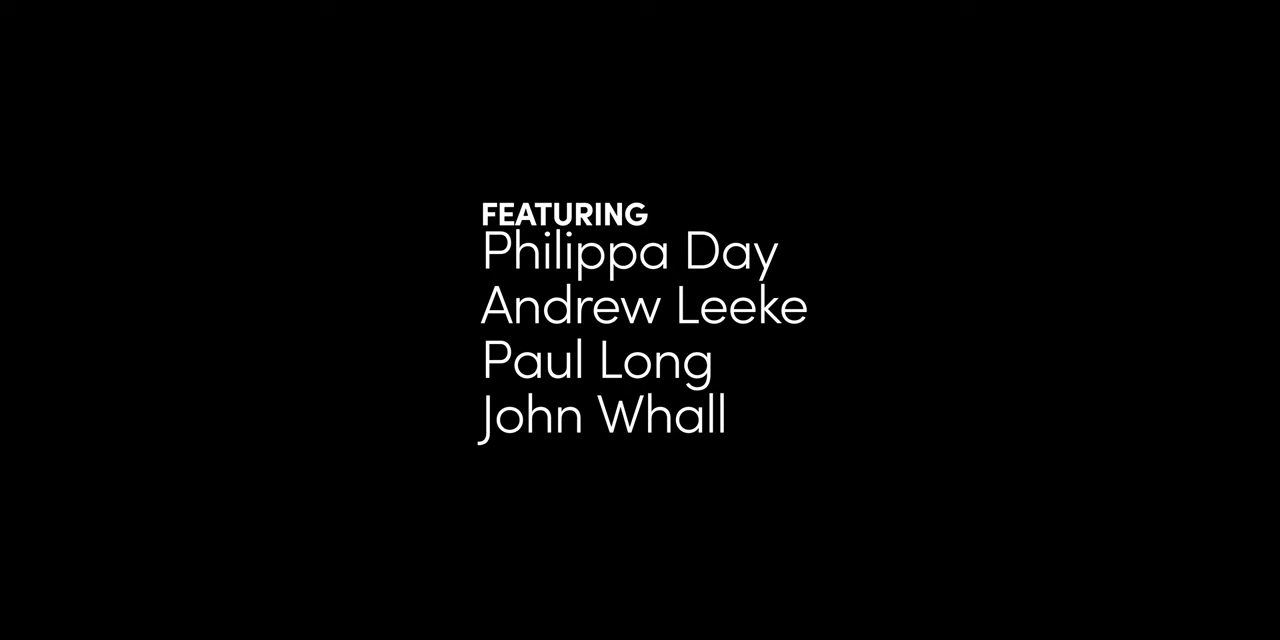 FEATURING
Philippa Day
Andrew Leeke
Paul Long
John Whall